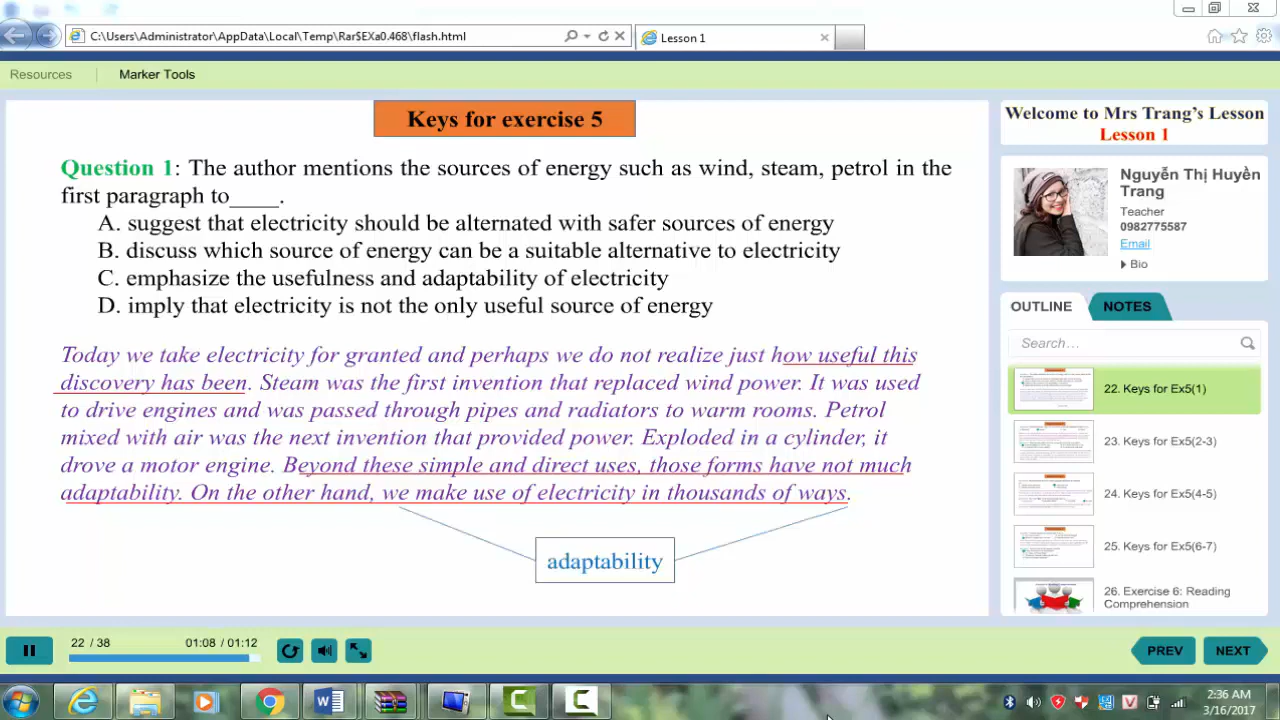 C:\Users\Administrator\AppData\Local\Temp\Rar$EXa0.468\flash.html
Lesson 1
Resources
Marker Tools
Keys for exercise 5
Question 1: The author mentions the sources of energy such as wind, steam, petrol in the
first paragraph to____.
A. suggest that electricity should be alternated with safer sources of energy
B. discuss which source of energy can be a suitable alternative to electricity
C. emphasize the usefulness and adaptability of electricity
D. imply that electricity is not the only useful source of energy
Today we take electricity for granted and perhaps we do not realize just how useful this
discovery has been. Steam was the first invention that replaced wind power. It was used
to drive engines and was passed through pipes and radiators to warm rooms. Petrol
mixed with air was the next invention that provided power. Exploded in a cylinder, it
drove a motor engine. Beyond these simple and direct uses, those forms have not much
adaptability. On the other hand, we make use of electricity in thousands of ways.
adaptability
Welcome to Mrs Trang's Lesson
Lesson 1
Nguyễn Thị Huyền
Trang
Teacher
0982775587
Email
Bio
OUTLINE
NOTES
Search...
22. Keys for Ex5(1)
23. Keys for Ex5(2-3)
24. Keys for Ex5(4-5)
25. Keys for Ex5(6-7)
26. Exercise 6: Reading
Comprehension
22 / 38
01:08 / 01:12
PREV
NEXT
2:36 AM
3/16/2017